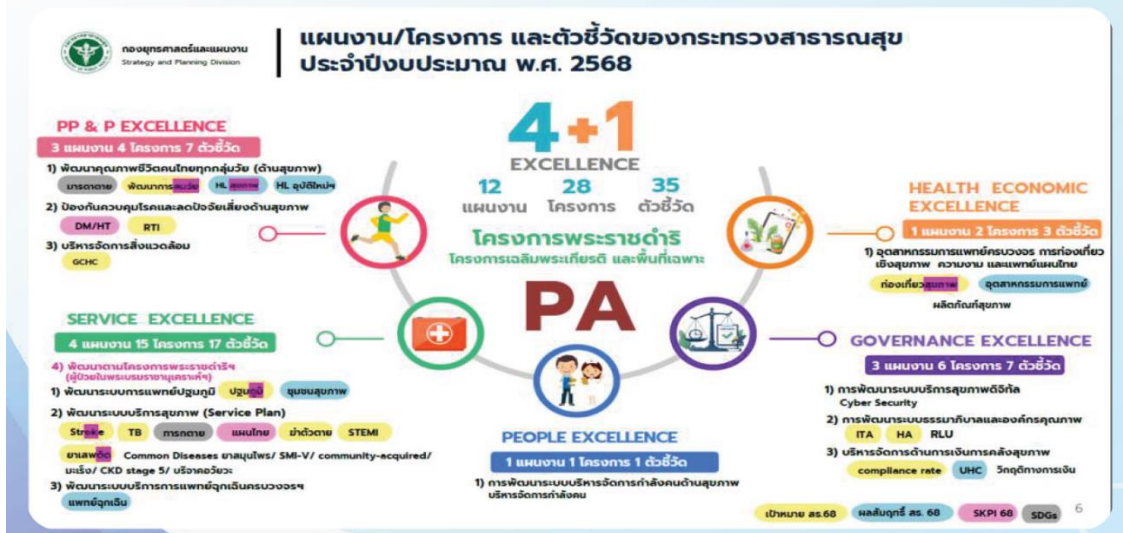 กองยุทธศาสตร์และแผนงาน
Strategy and Planning Division
แผนงาน/โครงการ และตัวชี้วัดของกระทรวงสาธารณสุข
ประจำปีงบประมาณ พ.ศ. 2568
4+1
EXCELLENCE
12 28 35
แผนงาน โครงการ ตัวชี้วัด
โครงการพระราชดำริ
โครงการเฉลิมพระเกียรติ และพื้นที่เฉพาะ
PA
PP & P EXCELLENCE
3 แผนงาน 4 โครงการ 7 ตัวชี้วัด
1) พัฒนาคุณภาพชีวิตคนไทยทุกกลุ่มวัย (ด้านสุขภาพ)
มารดาตาย พัฒนาการสมวัย HL สุขภาพ HL อุบัติใหม่ฯ
2) ป้องกันควบคุมโรคและลดปัจจัยเสี่ยงด้านสุขภาพ
DM/HT RTI
3) บริหารจัดการสิ่งแวดล้อม
GCHC
SERVICE EXCELLENCE
4 แผนงาน 15 โครงการ 17 ตัวชี้วัด
4) พัฒนาตามโครงการพระราชดำริฯ
(ผู้ป่วยในพระบรมราชานุเคราะห์ฯ)
1) พัฒนาระบบการแพทย์ปฐมภูมิ ปฐมภูมิ ชุมชนสุขภาพ
2) พัฒนาระบบบริการสุขภาพ (Service Plan)
Stroke TB ทารกตาย แผนไทย ฆ่าตัวตาย STEMI
ยาเสพติด Common Diseases ยาสมุนไพร/ SMI-V/ community-acquired/
มะเร็ง/ CKD stage 5/ บริจาคอวัยวะ
3) พัฒนาระบบบริการการแพทย์ฉุกเฉินครบวงจรฯ
แพทย์ฉุกเฉิน
PEOPLE EXCELLENCE
1 แผนงาน 1 โครงการ 1 ตัวชี้วัด
1) การพัฒนาระบบบริหารจัดการกำลังคนด้านสุขภาพ
บริหารจัดการกำลังคน
HEALTH ECONOMIC
EXCELLENCE
1 แผนงาน 2 โครงการ 3 ตัวชี้วัด
1) อุตสาหกรรมการแพทย์ครบวงจร การท่องเที่ยว
เชิงสุขภาพ ความงาม และแพทย์แผนไทย
ท่องเที่ยวสุขภาพ อุตสาหกรรมการแพทย์
ผลิตภัณฑ์สุขภาพ
GOVERNANCE EXCELLENCE
3 แผนงาน 6 โครงการ 7 ตัวชี้วัด
1) การพัฒนาระบบบริการสุขภาพดิจิทัล
Cyber Security
2) การพัฒนาระบบธรรมาภิบาลและองค์กรคุณภาพ
ITA HA RLU
3) บริหารจัดการด้านการเงินการคลังสุขภาพ
compliance rate UHC วิกฤติทางการเงิน
เป้าหมาย สธ.68 ผลสัมฤทธิ์ สธ. 68 SKPI 68 SDGs 6